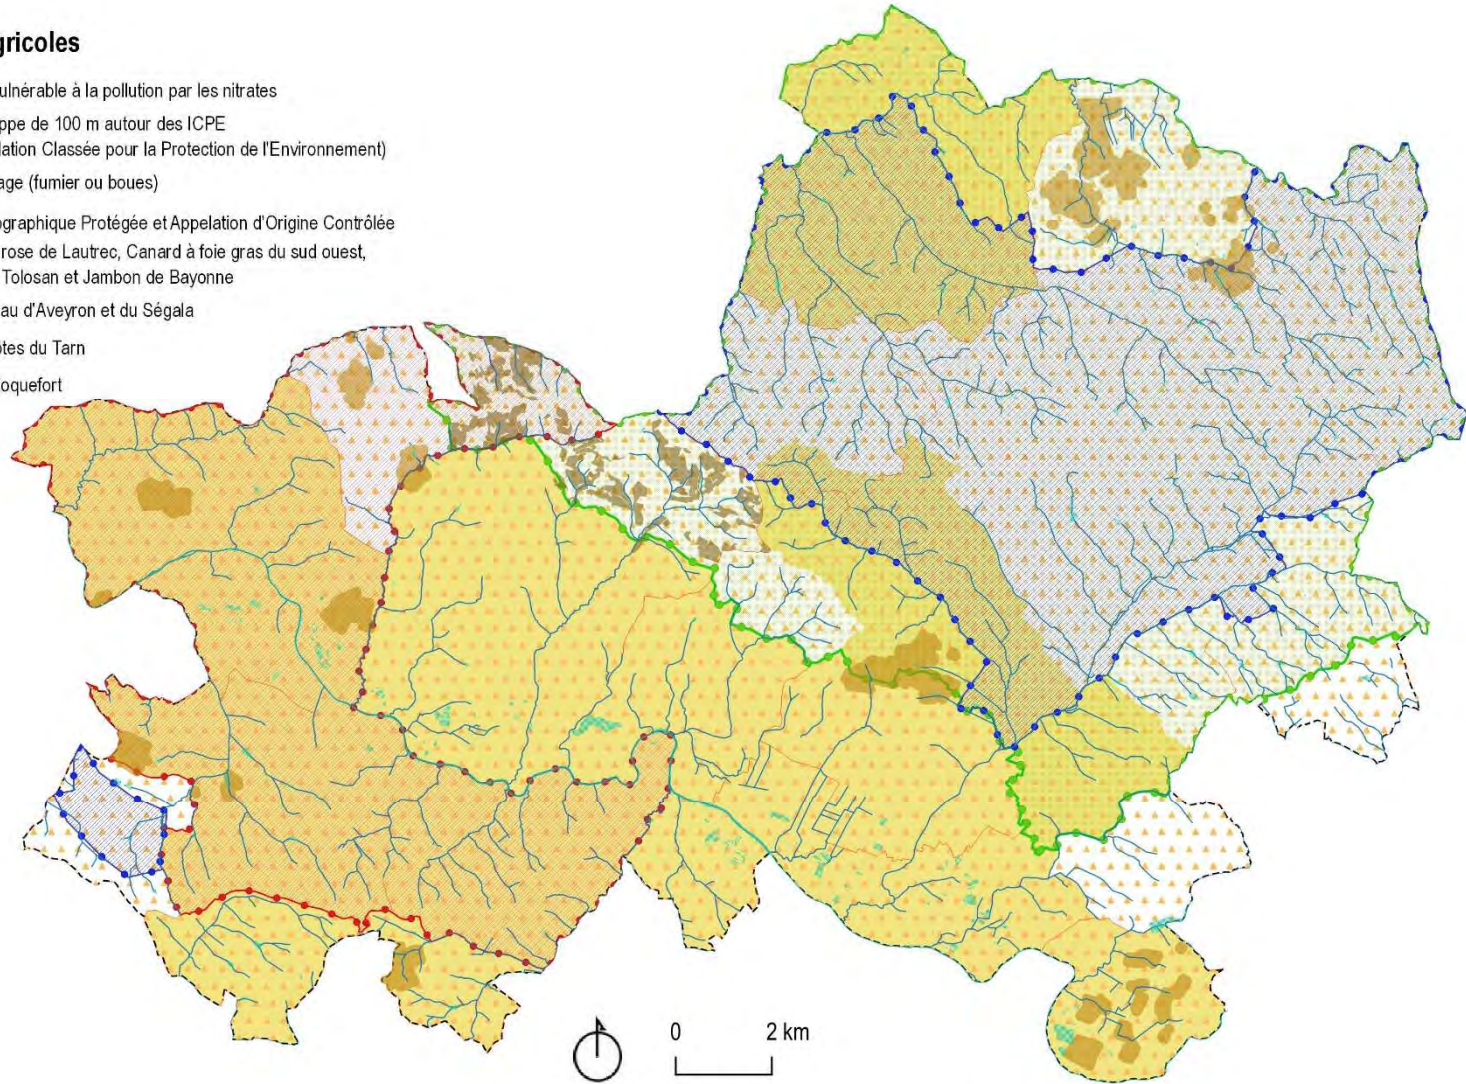 gricoles
ulnérable à la pollution par les nitrates
ppe de 100 m autour des ICPE
lation Classée pour la Protection de l'Environnement)
age (fumier ou boues)
ographique Protégée et Appelation d'Origine Contrôlée
rose de Lautrec, Canard à foie gras du sud ouest,
Tolosan et Jambon de Bayonne
au d'Aveyron et du Ségala
otes du Tarn
oquefort
0 2 km